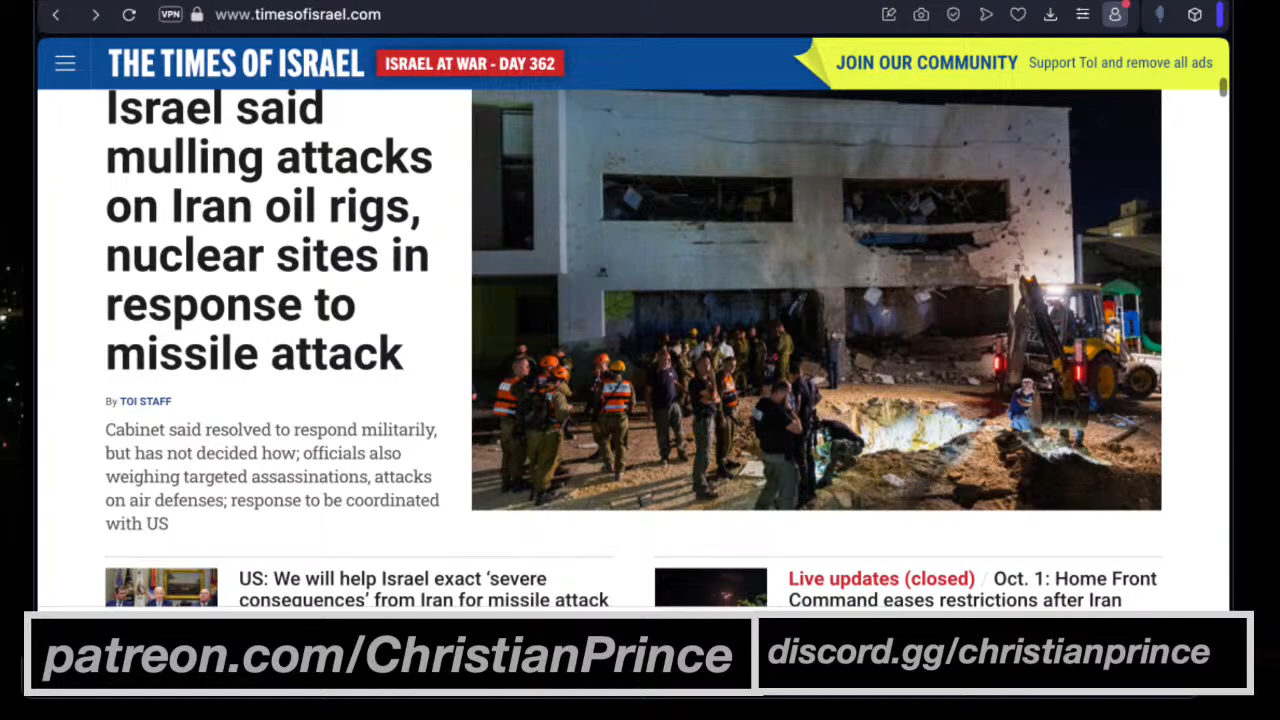 VPN www.timesofisrael.com
THE TIMES OF ISRAEL ISRAEL AT WAR - DAY 362 JOIN OUR COMMUNITY Support ToI and remove all ads
Israel said
mulling attacks
on Iran oil rigs,
nuclear sites in
response to
missile attack
By TOI STAFF
Cabinet said resolved to respond militarily,
but has not decided how; officials also
weighing targeted assassinations, attacks
on air defenses; response to be coordinated
with US
US: We will help Israel exact ‘severe
consequences’ from Iran for missile attack
Live updates (closed) / Oct. 1: Home Front
Command eases restrictions after Iran
patreon.com/ChristianPrince
discord.gg/christianprince